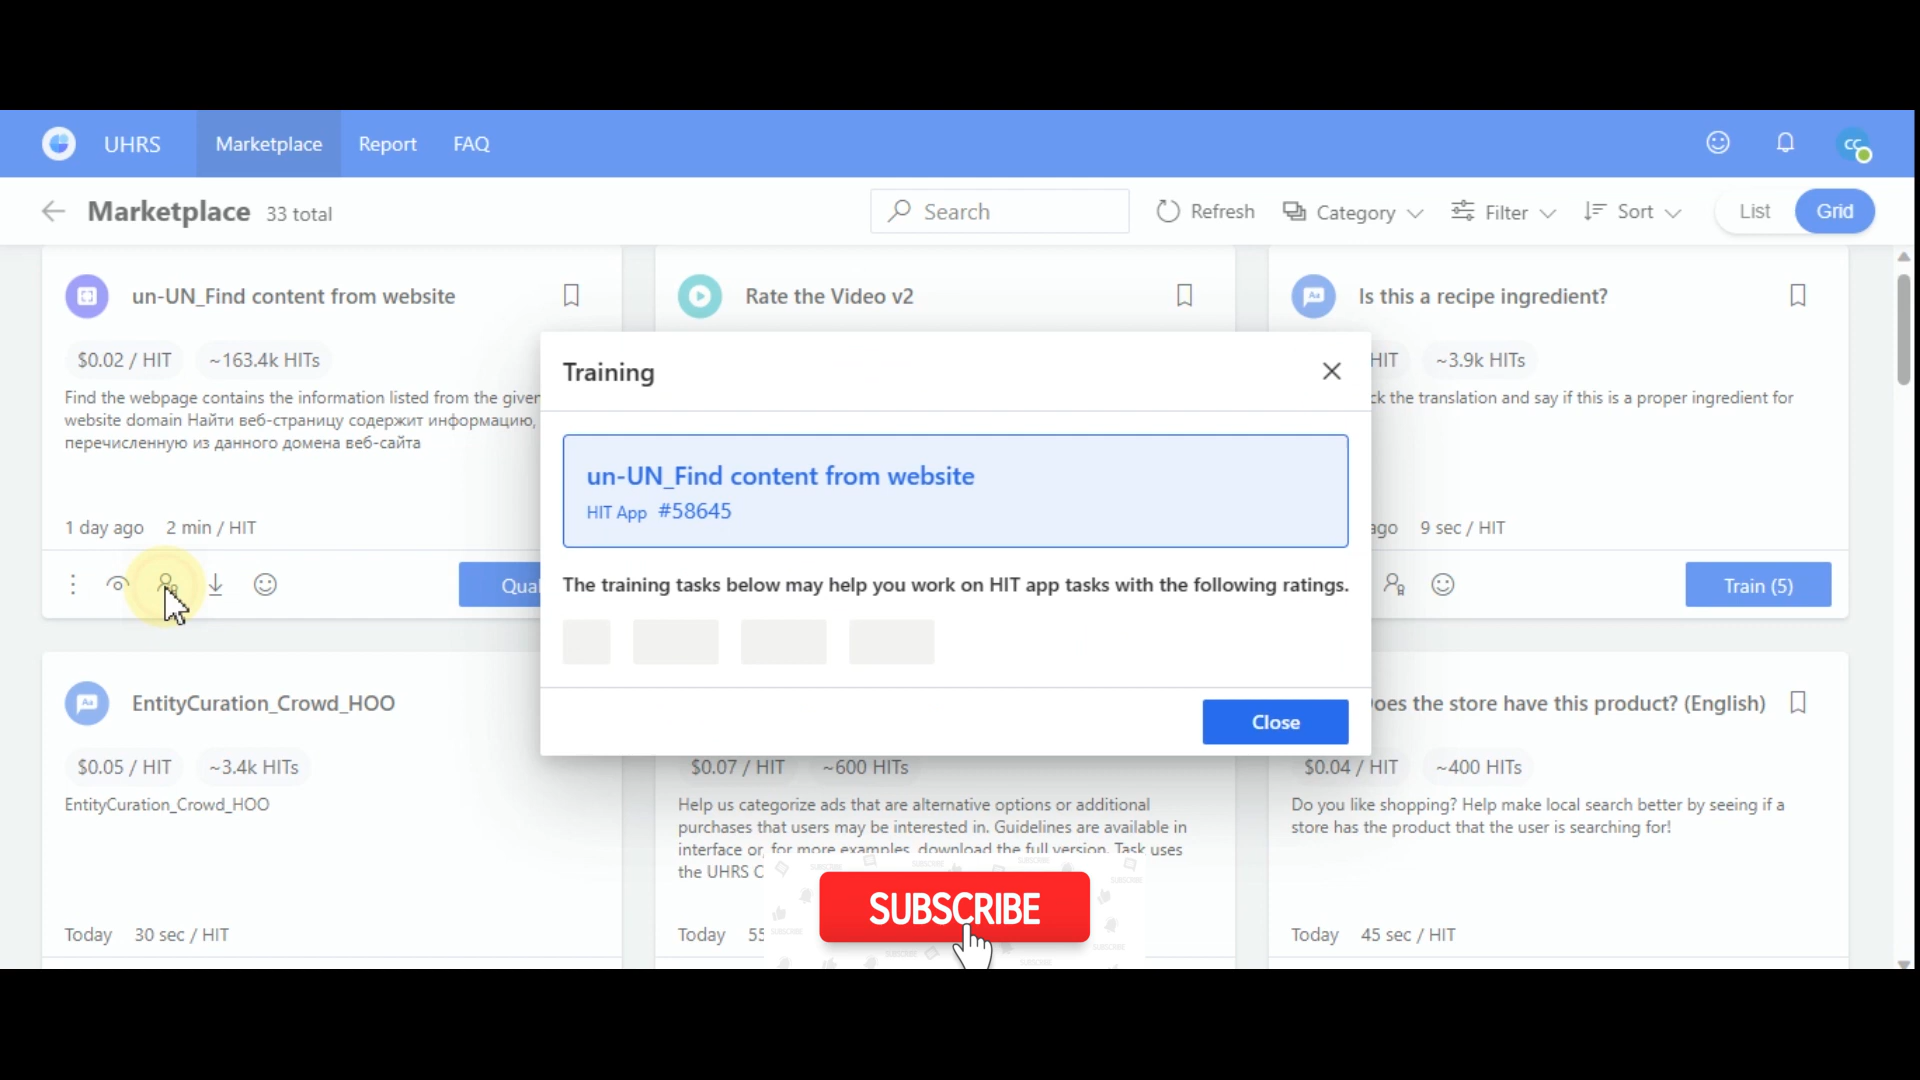 UHRS
Marketplace
Report
FAQ
CC
Marketplace 33 total
Search
Refresh
Category
Filter
Sort
List
Grid
un-UN_Find content from website
$0.02 / HIT
~163.4k HITs
Find the webpage contains the information listed from the given
website domain Найти веб-страницу содержит информацию,
перечисленную из данного домена веб-сайта
1 day ago 2 min / HIT
Qual
Rate the Video v2
Aa
Is this a recipe ingredient?
HIT
~3.9k HITs
ck the translation and say if this is a proper ingredient for
ago 9 sec / HIT
Train (5)
Training
un-UN_Find content from website
HIT App #58645
The training tasks below may help you work on HIT app tasks with the following ratings.
Close
Aa
EntityCuration_Crowd_HOO
$0.05 / HIT
~3.4k HITs
EntityCuration_Crowd_HOO
Today 30 sec / HIT
$0.07 / HIT
~600 HITs
Help us categorize ads that are alternative options or additional
purchases that users may be interested in. Guidelines are available in
interface or, for more examples, download the full version. Task uses
the UHRS C
Today 55
SUBSCRIBE
oes the store have this product? (English)
$0.04 / HIT
~400 HITs
Do you like shopping? Help make local search better by seeing if a
store has the product that the user is searching for!
Today 45 sec / HIT